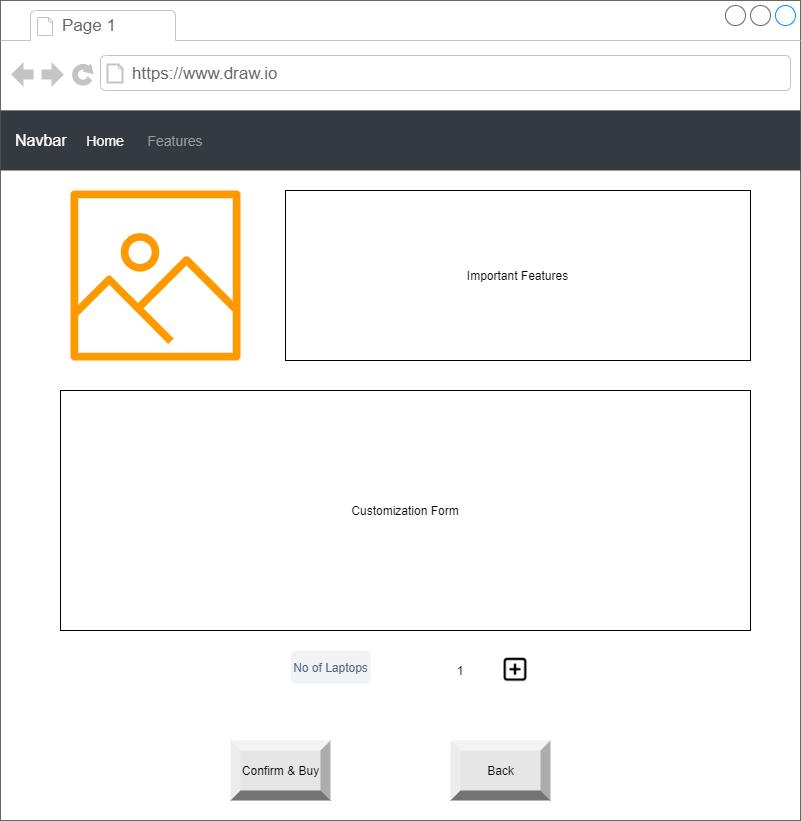 Page 1
https://www.draw.io
Navbar Home Features
Important Features
Customization Form
No of Laptops 1
Confirm & Buy Back